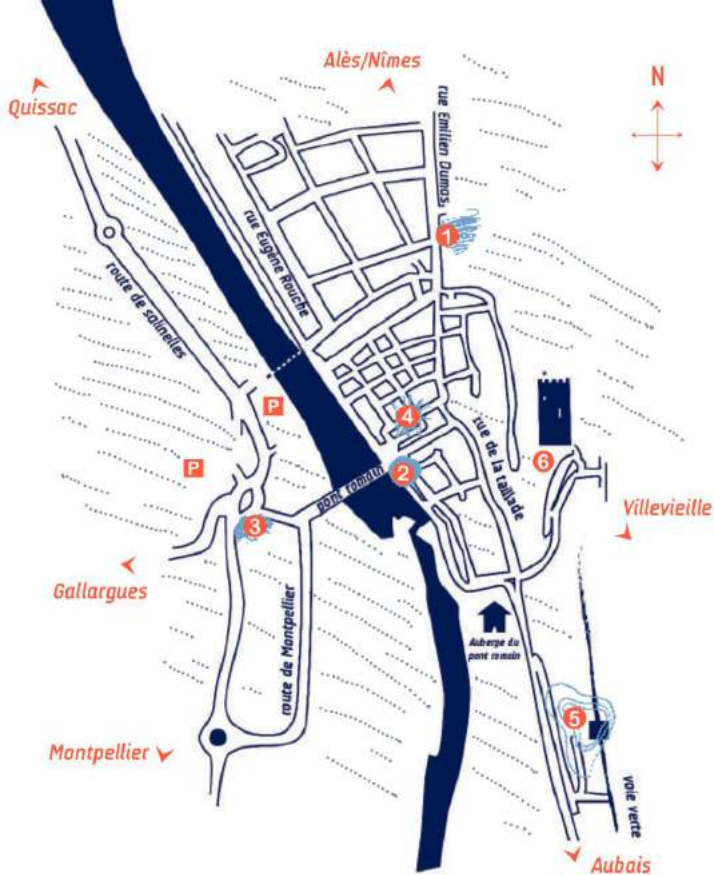 Alès/Nîmes
Quissac
N
rue Emilien Dumas
1
rue Eugène Rouche
route de salinelles
P
4
P
2
6
rue de la taillade
pont romain
3
Villevieille
Gallargues
route de Montpellier
Auberge du
pont romain
5
Montpellier
voie verte
Aubais